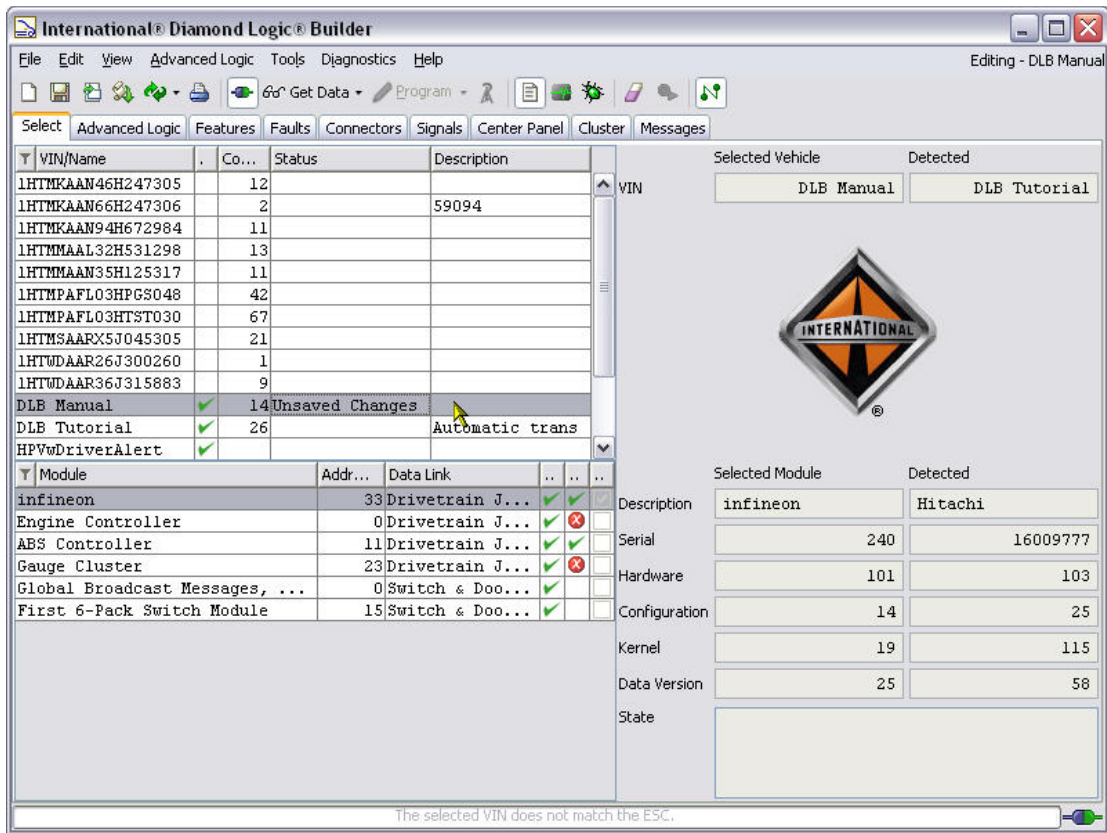 International® Diamond Logic® Builder
File Edit View Advanced Logic Tools Diagnostics Help Editing - DLB Manual
Get Data Program
Select Advanced Logic Features Faults Connectors Signals Center Panel Cluster Messages
VIN/Name . Co... Status Description
1HTMKAAN46H247305 12
1HTMKAAN66H247306 2 59094
1HTMKAAN94H672984 11
1HTMMAAL32H531298 13
1HTMMAAN35H125317 11
1HTMPAFL03HPGS048 42
1HTMPAFL03HTST030 67
1HTMSAARX5J045305 21
1HTWDAAR26J300260 1
1HTWDAAR36J315883 9
DLB Manual 14 Unsaved Changes
DLB Tutorial 26 Automatic trans
HPVwDriverAlert
Module Addr... Data Link .. .. ..
infineon 33 Drivetrain J...
Engine Controller 0 Drivetrain J...
ABS Controller 11 Drivetrain J...
Gauge Cluster 23 Drivetrain J...
Global Broadcast Messages, ... 0 Switch & Doo...
First 6-Pack Switch Module 15 Switch & Doo...
Selected Vehicle Detected
VIN DLB Manual DLB Tutorial
INTERNATIONAL
®
Selected Module Detected
Description infineon Hitachi
Serial 240 16009777
Hardware 101 103
Configuration 14 25
Kernel 19 115
Data Version 25 58
State
The selected VIN does not match the ESC.